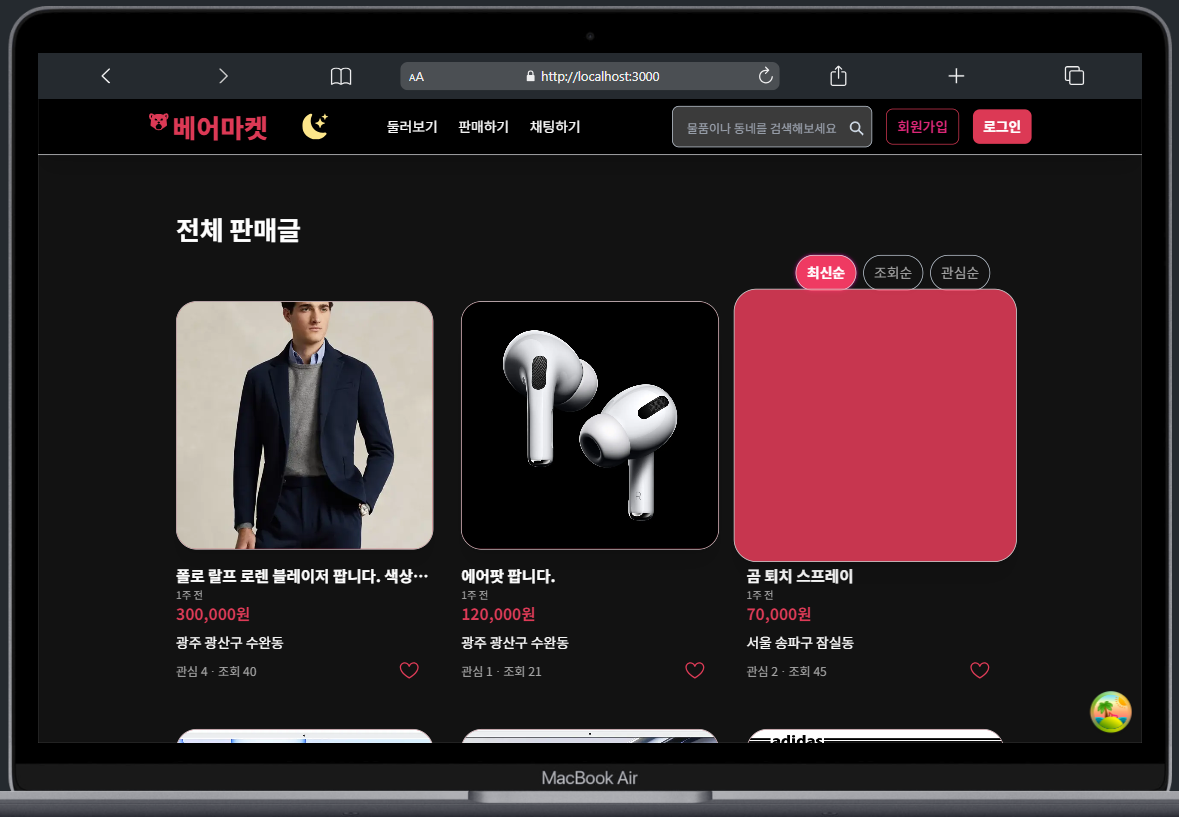 AA
http://localhost:3000
베어마켓
둘러보기
판매하기
채팅하기
물품이나 동네를 검색해보세요
회원가입
로그인
전체 판매글
최신순
조회순
관심순
폴로 랄프 로렌 블레이저 팝니다. 색상…
1주 전
300,000원
광주 광산구 수완동
관심 4 · 조회 40
에어팟 팝니다.
1주 전
120,000원
광주 광산구 수완동
관심 1 · 조회 21
곰 퇴치 스프레이
1주 전
70,000원
서울 송파구 잠실동
관심 2 · 조회 45
R
adidas
MacBook Air